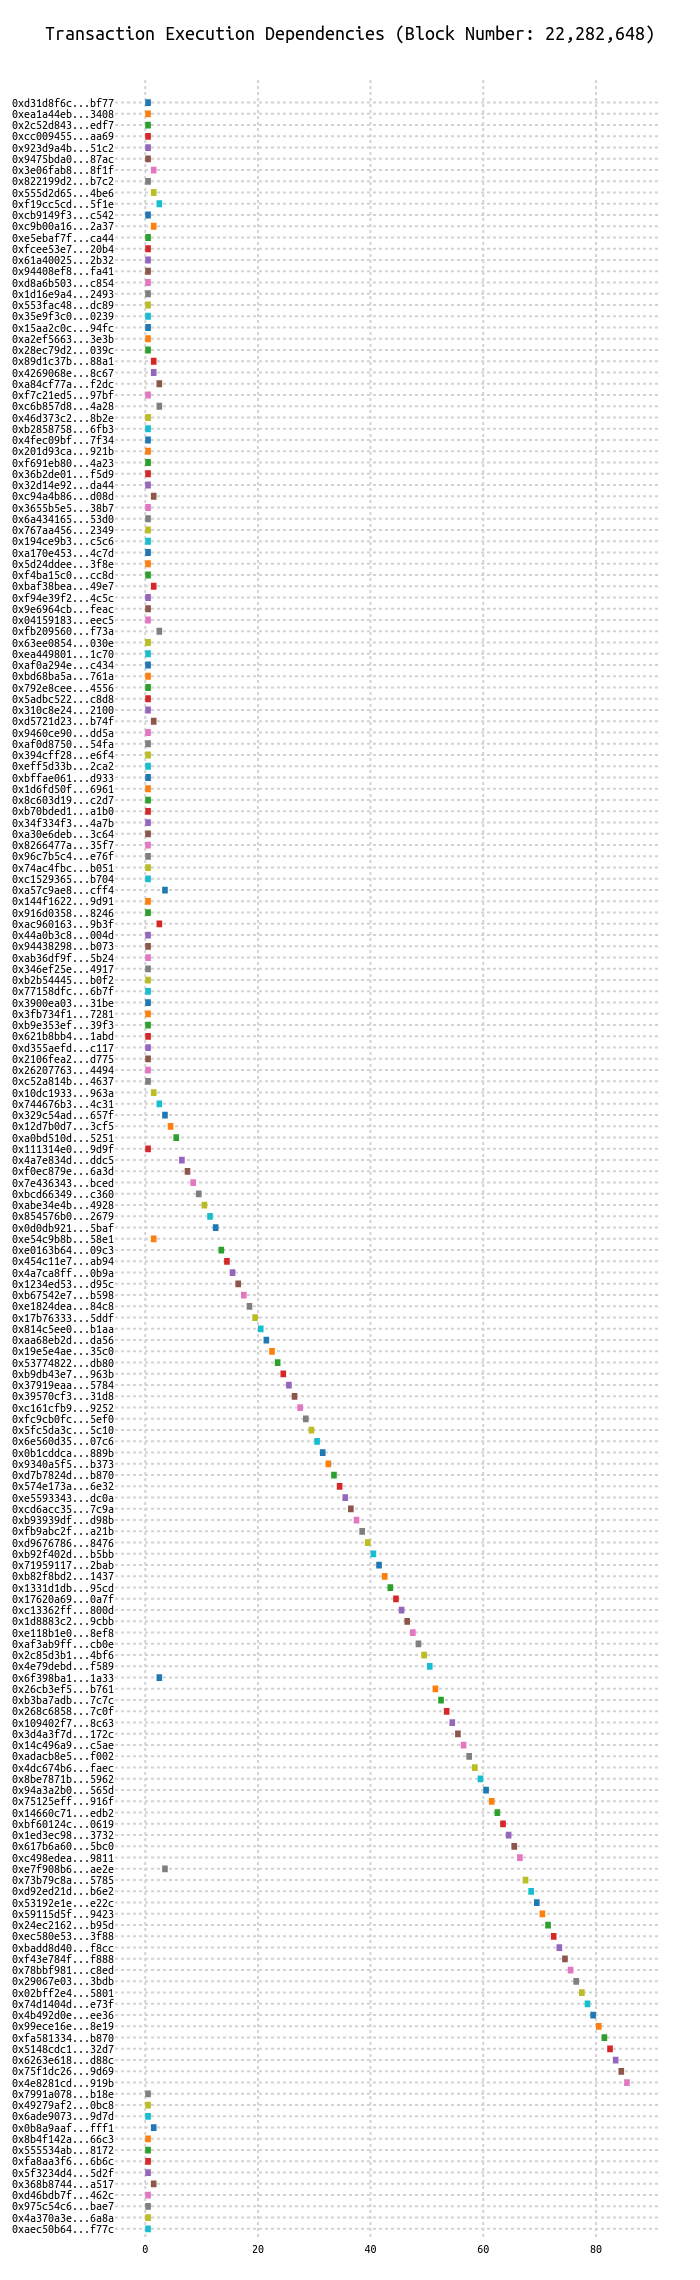 Transaction Execution Dependencies (Block Number: 22,282,648)
0xd31d8f6c...bf77
0xea1a44eb...3408
0x2c52d843...edf7
0xcc009455...aa69
0x923d9a4b...51c2
0x9475bda0...87ac
0x3e06fab8...8f1f
0x822199d2...b7c2
0x555d2d65...4be6
0xf19cc5cd...5f1e
0xcb9149f3...c542
0xc9b00a16...2a37
0xe5ebaf7f...ca44
0xfcee53e7...20b4
0x61a40025...2b32
0x94408ef8...fa41
0xd8a6b503...c854
0x1d16e9a4...2493
0x553fac48...dc89
0x35e9f3c0...0239
0x15aa2c0c...94fc
0xa2ef5663...3e3b
0x28ec79d2...039c
0x89d1c37b...88a1
0x4269068e...8c67
0xa84cf77a...f2dc
0xf7c21ed5...97bf
0xc6b857d8...4a28
0x46d373c2...8b2e
0xb2858758...6fb3
0x4fec09bf...7f34
0x201d93ca...921b
0xf691eb80...4a23
0x36b2de01...f5d9
0x32d14e92...da44
0xc94a4b86...d08d
0x3655b5e5...38b7
0x6a434165...53d0
0x767aa456...2349
0x194ce9b3...c5c6
0xa170e453...4c7d
0x5d24ddee...3f8e
0xf4ba15c0...cc8d
0xbaf38bea...49e7
0xf94e39f2...4c5c
0x9e6964cb...feac
0x04159183...eec5
0xfb209560...f73a
0x63ee0854...030e
0xea449801...1c70
0xaf0a294e...c434
0xbd68ba5a...761a
0x792e8cee...4556
0x5adbc522...c8d8
0x310c8e24...2100
0xd5721d23...b74f
0x9460ce90...dd5a
0xaf0d8750...54fa
0x394cff28...e6f4
0xeff5d33b...2ca2
0xbffae061...d933
0x1d6fd50f...6961
0x8c603d19...c2d7
0xb70bded1...a1b0
0x34f334f3...4a7b
0xa30e6deb...3c64
0x8266477a...35f7
0x96c7b5c4...e76f
0x74ac4fbc...b051
0xc1529365...b704
0xa57c9ae8...cff4
0x144f1622...9d91
0x916d0358...8246
0xac960163...9b3f
0x44a0b3c8...004d
0x94438298...b073
0xab36df9f...5b24
0x346ef25e...4917
0xb2b54445...b0f2
0x77158dfc...6b7f
0x3900ea03...31be
0x3fb734f1...7281
0xb9e353ef...39f3
0x621b8bb4...1abd
0xd355aefd...c117
0x2106fea2...d775
0x26207763...4494
0xc52a814b...4637
0x10dc1933...963a
0x744676b3...4c31
0x329c54ad...657f
0x12d7b0d7...3cf5
0xa0bd510d...5251
0x111314e0...9d9f
0x4a7e834d...ddc5
0xf0ec879e...6a3d
0x7e436343...bced
0xbcd66349...c360
0xabe34e4b...4928
0x854576b0...2679
0x0d0db921...5baf
0xe54c9b8b...58e1
0xe0163b64...09c3
0x454c11e7...ab94
0x4a7ca8ff...0b9a
0x1234ed53...d95c
0xb67542e7...b598
0xe1824dea...84c8
0x17b76333...5ddf
0x814c5ee0...b1aa
0xaa68eb2d...da56
0x19e5e4ae...35c0
0x53774822...db80
0xb9db43e7...963b
0x37919eaa...5784
0x39570cf3...31d8
0xc161cfb9...9252
0xfc9cb0fc...5ef0
0x5fc5da3c...5c10
0x6e560d35...07c6
0x0b1cddca...889b
0x9340a5f5...b373
0xd7b7824d...b870
0x574e173a...6e32
0xe5593343...dc0a
0xcd6acc35...7c9a
0xb93939df...d98b
0xfb9abc2f...a21b
0xd9676786...8476
0xb92f402d...b5bb
0x71959117...2bab
0xb82f8bd2...1437
0x1331d1db...95cd
0x17620a69...0a7f
0xc13362ff...800d
0x1d8883c2...9cbb
0xe118b1e0...8ef8
0xaf3ab9ff...cb0e
0x2c85d3b1...4bf6
0x4e79debd...f589
0x6f398ba1...1a33
0x26cb3ef5...b761
0xb3ba7adb...7c7c
0x268c6858...7c0f
0x109402f7...8c63
0x3d4a3f7d...172c
0x14c496a9...c5ae
0xadacb8e5...f002
0x4dc674b6...faec
0x8be7871b...5962
0x94a3a2b0...565d
0x75125eff...916f
0x14660c71...edb2
0xbf60124c...0619
0x1ed3ec98...3732
0x617b6a60...5bc0
0xc498edea...9811
0xe7f908b6...ae2e
0x73b79c8a...5785
0xd92ed21d...b6e2
0x53192e1e...e22c
0x59115d5f...9423
0x24ec2162...b95d
0xec580e53...3f88
0xbadd8d40...f8cc
0xf43e784f...f888
0x78bbf981...c8ed
0x29067e03...3bdb
0x02bff2e4...5801
0x74d1404d...e73f
0x4b492d0e...ee36
0x99ece16e...8e19
0xfa581334...b870
0x5148cdc1...32d7
0x6263e618...d88c
0x75f1dc26...9d69
0x4e8281cd...919b
0x7991a078...b18e
0x49279af2...0bc8
0x6ade9073...9d7d
0x0b8a9aaf...fff1
0x8b4f142a...66c3
0x555534ab...8172
0xfa8aa3f6...6b6c
0x5f3234d4...5d2f
0x368b8744...a517
0xd46bdb7f...462c
0x975c54c6...bae7
0x4a370a3e...6a8a
0xaec50b64...f77c
0 20 40 60 80